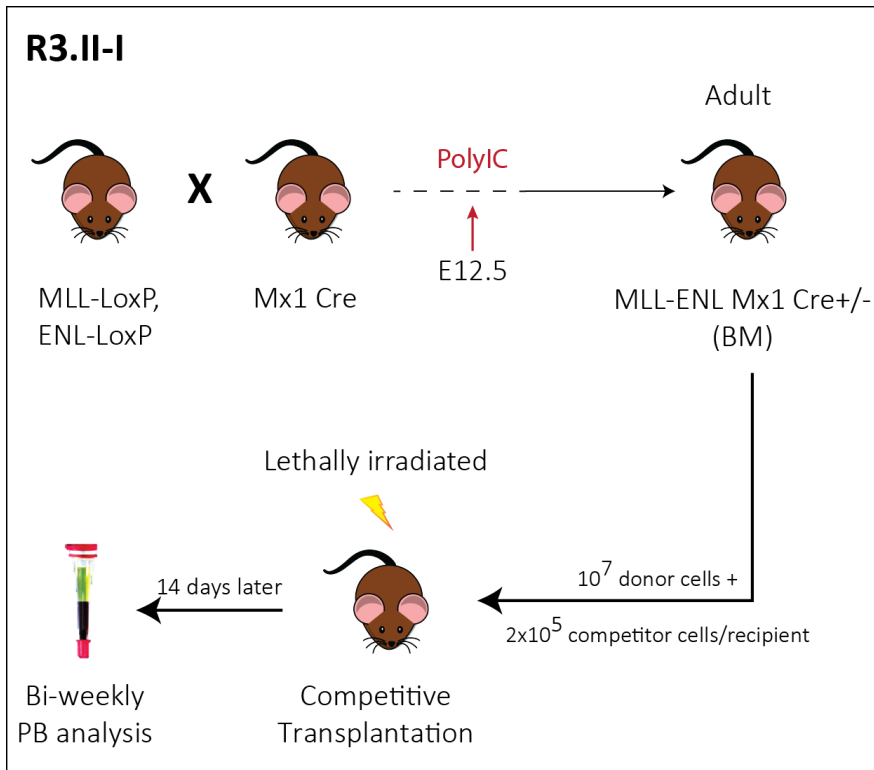 R3.II-I
Adult
PolyIC
X
E12.5
MLL-LoxP,
ENL-LoxP
Mx1 Cre
MLL-ENL Mx1 Cre+/-
(BM)
Lethally irradiated
14 days later
10⁷ donor cells +
2x10⁵ competitor cells/recipient
Bi-weekly
PB analysis
Competitive
Transplantation